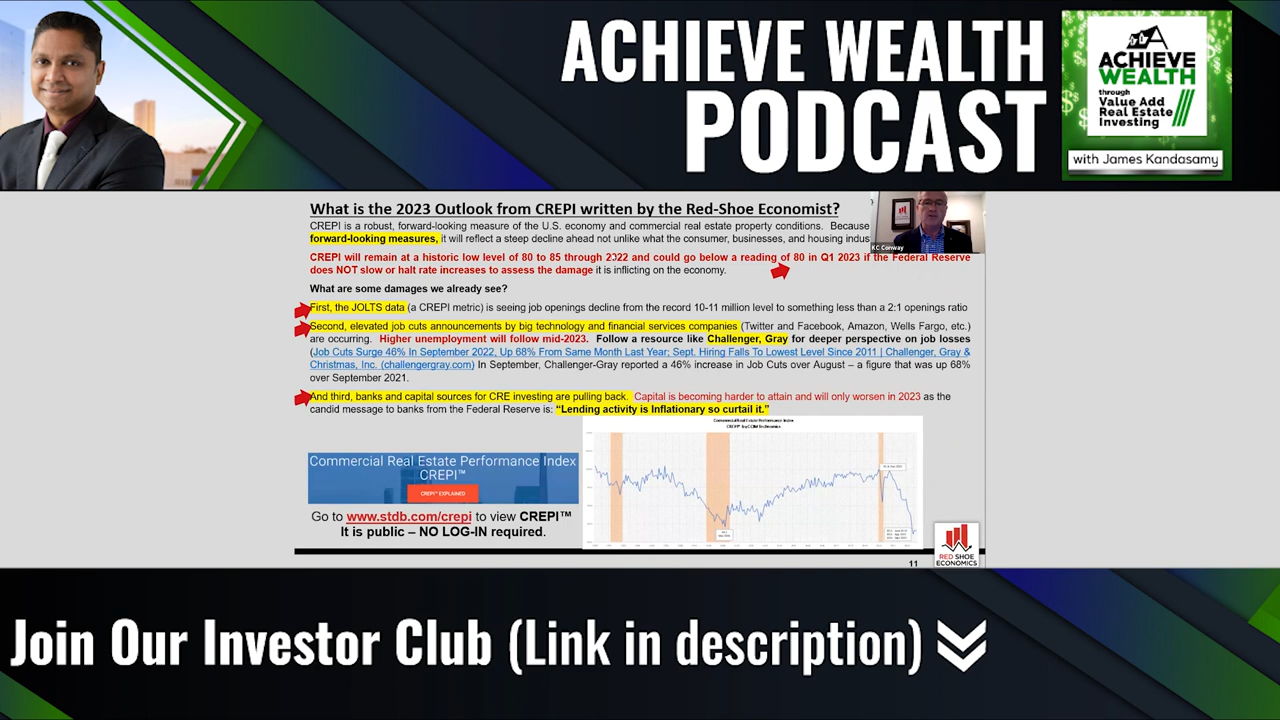 ACHIEVE WEALTH
PODCAST
ACHIEVE
WEALTH
through
Value Add
Real Estate
Investing
with James Kandasamy
What is the 2023 Outlook from CREPI written by the Red-Shoe Economist?
CREPI is a robust, forward-looking measure of the U.S. economy and commercial real estate property conditions. Because
forward-looking measures, it will reflect a steep decline ahead not unlike what the consumer, businesses, and housing indus
KC Conway
CREPI will remain at a historic low level of 80 to 85 through 2022 and could go below a reading of 80 in Q1 2023 if the Federal Reserve
does NOT slow or halt rate increases to assess the damage it is inflicting on the economy.
What are some damages we already see?
First, the JOLTS data (a CREPI metric) is seeing job openings decline from the record 10-11 million level to something less than a 2:1 openings ratio
Second, elevated job cuts announcements by big technology and financial services companies (Twitter and Facebook, Amazon, Wells Fargo, etc.)
are occurring. Higher unemployment will follow mid-2023. Follow a resource like Challenger, Gray for deeper perspective on job losses
(Job Cuts Surge 46% In September 2022, Up 68% From Same Month Last Year; Sept. Hiring Falls To Lowest Level Since 2011 | Challenger, Gray &
Christmas, Inc. (challengergray.com) In September, Challenger-Gray reported a 46% increase in Job Cuts over August – a figure that was up 68%
over September 2021.
And third, banks and capital sources for CRE investing are pulling back. Capital is becoming harder to attain and will only worsen in 2023 as the
candid message to banks from the Federal Reserve is: “Lending activity is Inflationary so curtail it.”
Commercial Real Estate Performance Index
CREPI™
CREPI™ EXPLAINED
Go to www.stdb.com/crepi to view CREPI™
It is public – NO LOG-IN required.
Commercial Real Estate Performance Index
RED SHOE
ECONOMICS
11
Join Our Investor Club (Link in description)